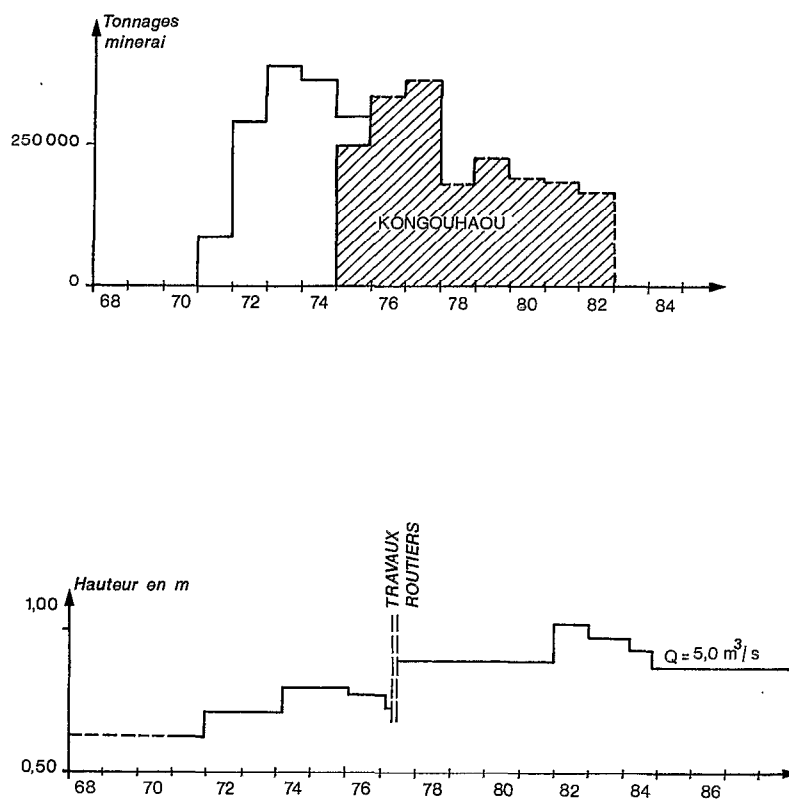 Tonnages
minerai
250 000
KONGOUHAOU
0
68 70 72 74 76 78 80 82 84
TRAVAUX
ROUTIERS
Hauteur en m
1,00
Q = 5,0 m³/s
0,50
68 70 72 74 76 78 80 82 86